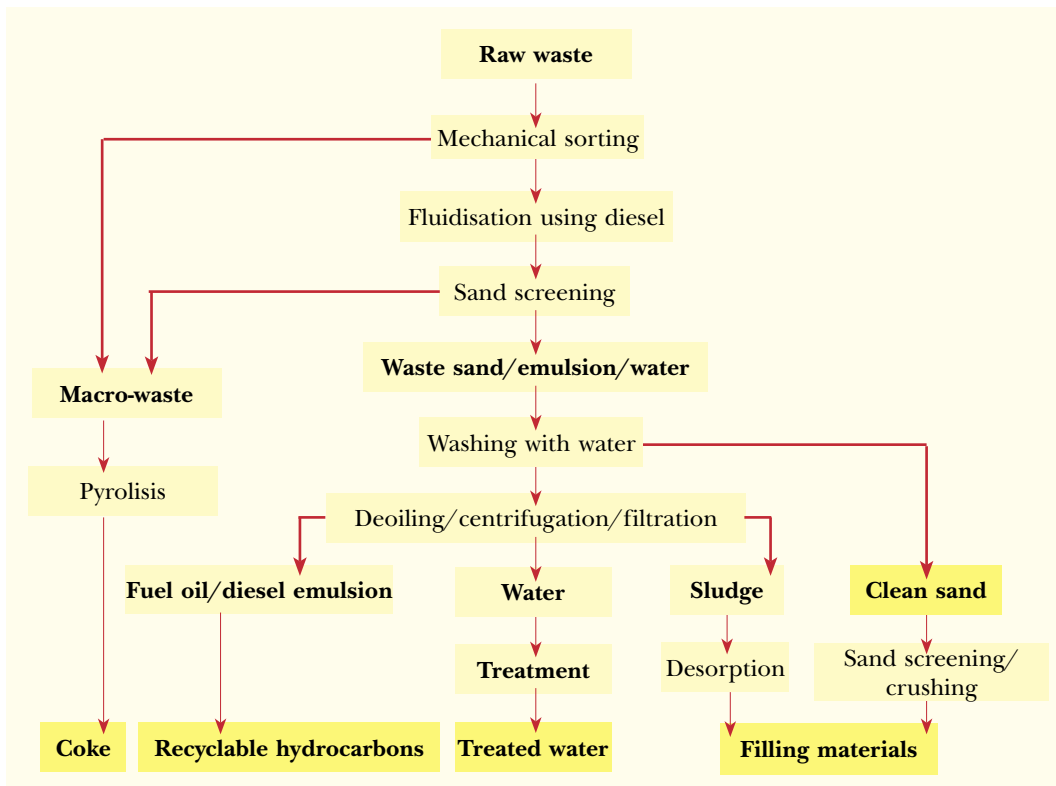 Raw waste
Mechanical sorting
Fluidisation using diesel
Sand screening
Waste sand/emulsion/water
Macro-waste
Washing with water
Pyrolisis
Deoiling/centrifugation/filtration
Fuel oil/diesel emulsion
Water
Sludge
Clean sand
Treatment
Desorption
Sand screening/
crushing
Coke
Recyclable hydrocarbons
Treated water
Filling materials